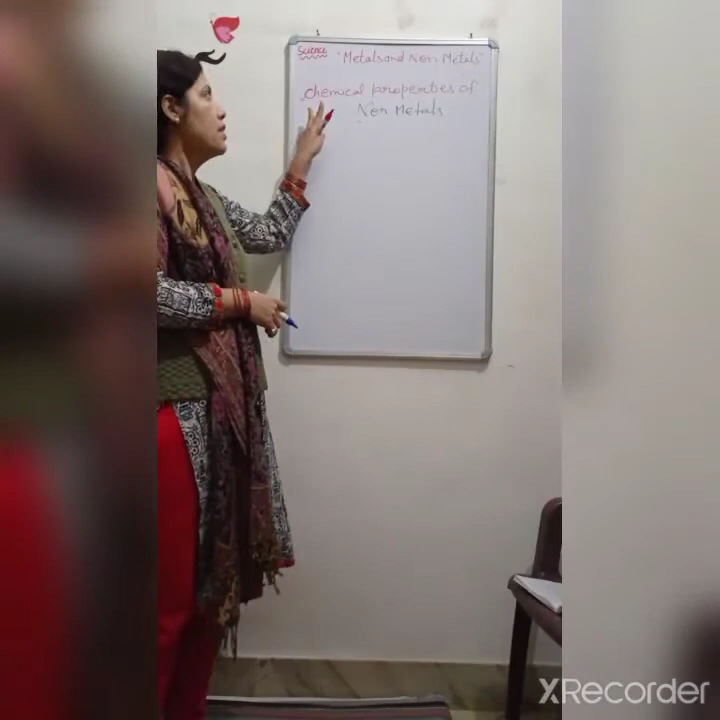 Science
"Metals and Non Metals"
chemical properties of
Non Metals
XRecorder